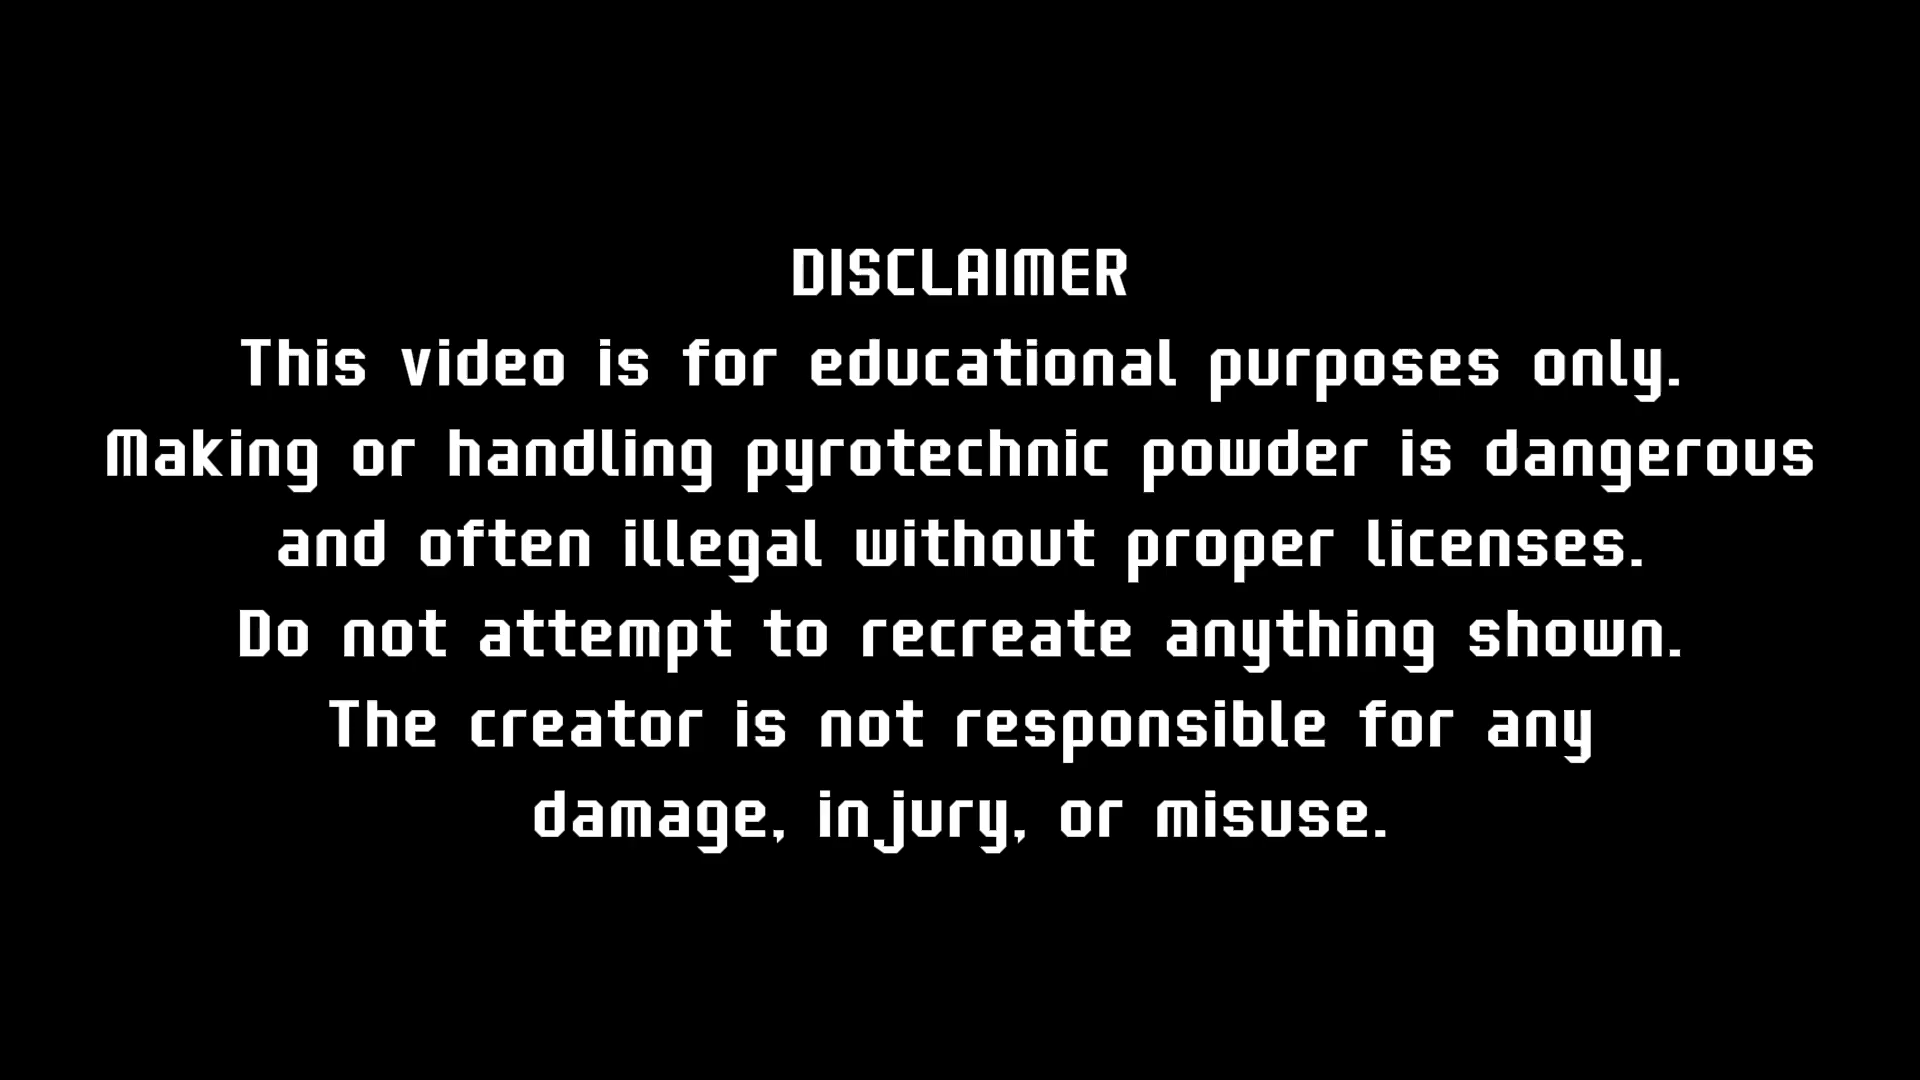 DISCLAIMER
This video is for educational purposes only.
Making or handling pyrotechnic powder is dangerous
and often illegal without proper licenses.
Do not attempt to recreate anything shown.
The creator is not responsible for any
damage, injury, or misuse.